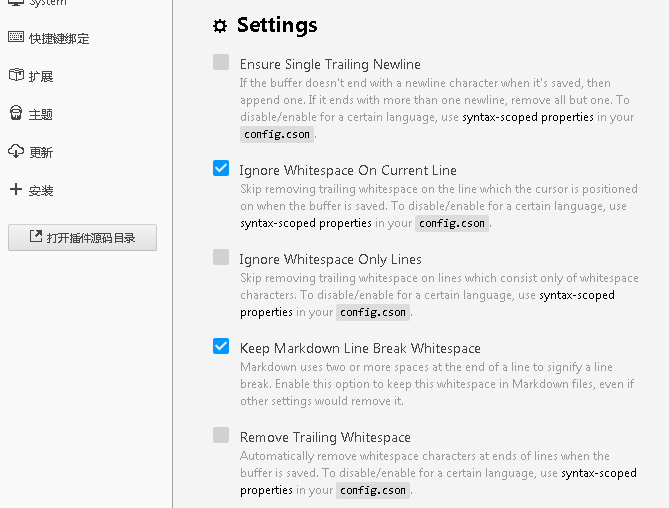 System
快捷键绑定
扩展
主题
更新
安装
打开插件源码目录
Settings
Ensure Single Trailing Newline
If the buffer doesn't end with a newline character when it's saved, then
append one. If it ends with more than one newline, remove all but one. To
disable/enable for a certain language, use syntax-scoped properties in your
config.cson.
Ignore Whitespace On Current Line
Skip removing trailing whitespace on the line which the cursor is positioned
on when the buffer is saved. To disable/enable for a certain language, use
syntax-scoped properties in your config.cson.
Ignore Whitespace Only Lines
Skip removing trailing whitespace on lines which consist only of whitespace
characters. To disable/enable for a certain language, use syntax-scoped
properties in your config.cson.
Keep Markdown Line Break Whitespace
Markdown uses two or more spaces at the end of a line to signify a line
break. Enable this option to keep this whitespace in Markdown files, even if
other settings would remove it.
Remove Trailing Whitespace
Automatically remove whitespace characters at ends of lines when the
buffer is saved. To disable/enable for a certain language, use syntax-scoped
properties in your config.cson.